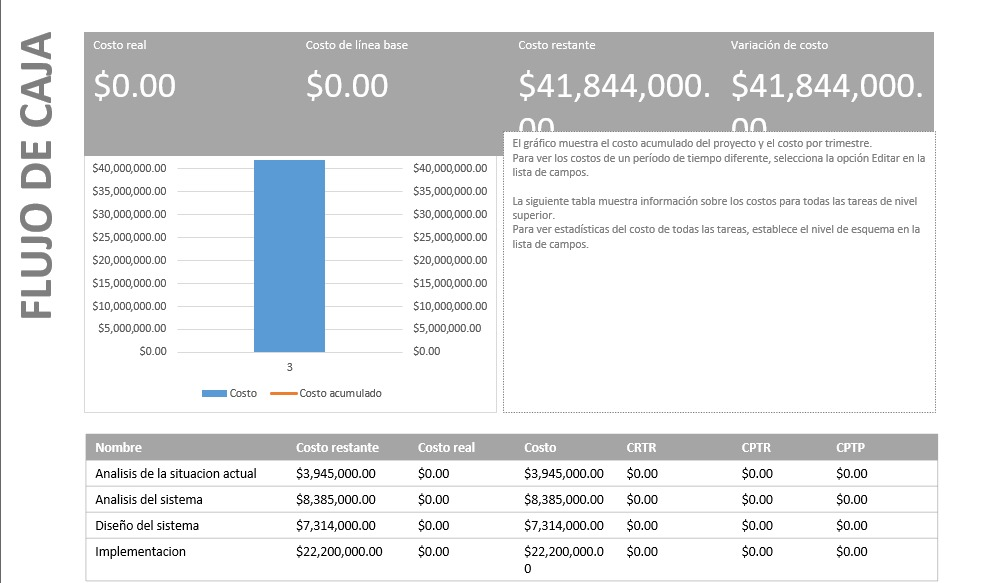 FLUJO DE CAJA
Costo real Costo de línea base Costo restante Variación de costo
$0.00 $0.00 $41,844,000. $41,844,000.
00 00
El gráfico muestra el costo acumulado del proyecto y el costo por trimestre.
Para ver los costos de un período de tiempo diferente, selecciona la opción Editar en la
lista de campos.
La siguiente tabla muestra información sobre los costos para todas las tareas de nivel
superior.
Para ver estadísticas del costo de todas las tareas, establece el nivel de esquema en la
lista de campos.
$40,000,000.00 $40,000,000.00
$35,000,000.00 $35,000,000.00
$30,000,000.00 $30,000,000.00
$25,000,000.00 $25,000,000.00
$20,000,000.00 $20,000,000.00
$15,000,000.00 $15,000,000.00
$10,000,000.00 $10,000,000.00
$5,000,000.00 $5,000,000.00
$0.00 $0.00
3
Costo Costo acumulado
Nombre Costo restante Costo real Costo CRTR CPTR CPTP
Analisis de la situacion actual $3,945,000.00 $0.00 $3,945,000.00 $0.00 $0.00 $0.00
Analisis del sistema $8,385,000.00 $0.00 $8,385,000.00 $0.00 $0.00 $0.00
Diseño del sistema $7,314,000.00 $0.00 $7,314,000.00 $0.00 $0.00 $0.00
Implementacion $22,200,000.00 $0.00 $22,200,000.0 $0.00 $0.00 $0.00
0